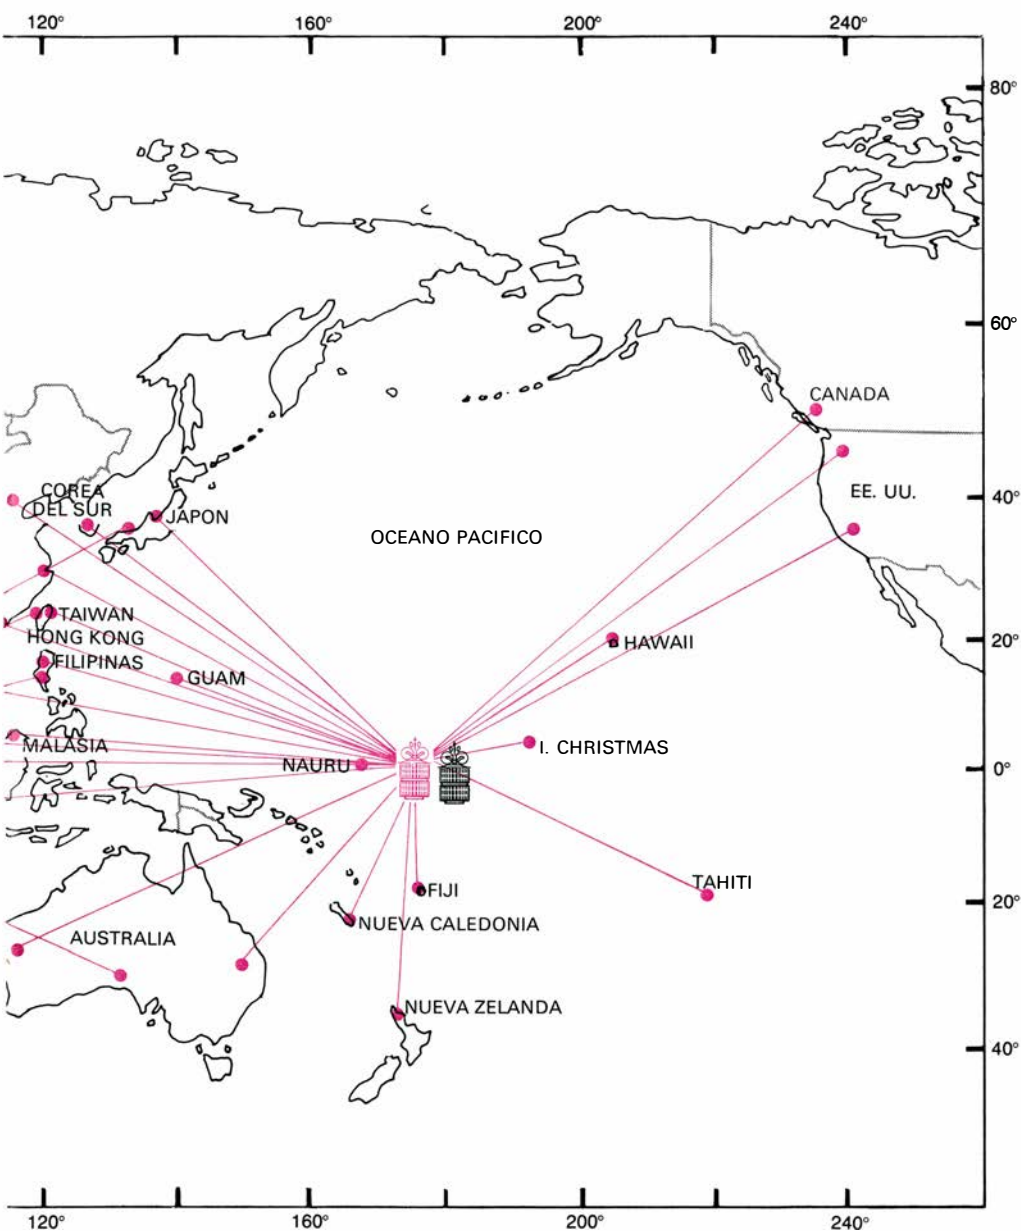 120°
160°
200°
240°
80°
60°
CANADA
COREA
DEL SUR
EE. UU.
40°
JAPON
OCEANO PACIFICO
TAIWAN
HONG KONG
20°
HAWAII
FILIPINAS
GUAM
MALASIA
I. CHRISTMAS
NAURU
0°
TAHITI
FIJI
20°
NUEVA CALEDONIA
AUSTRALIA
NUEVA ZELANDA
40°
120°
160°
200°
240°